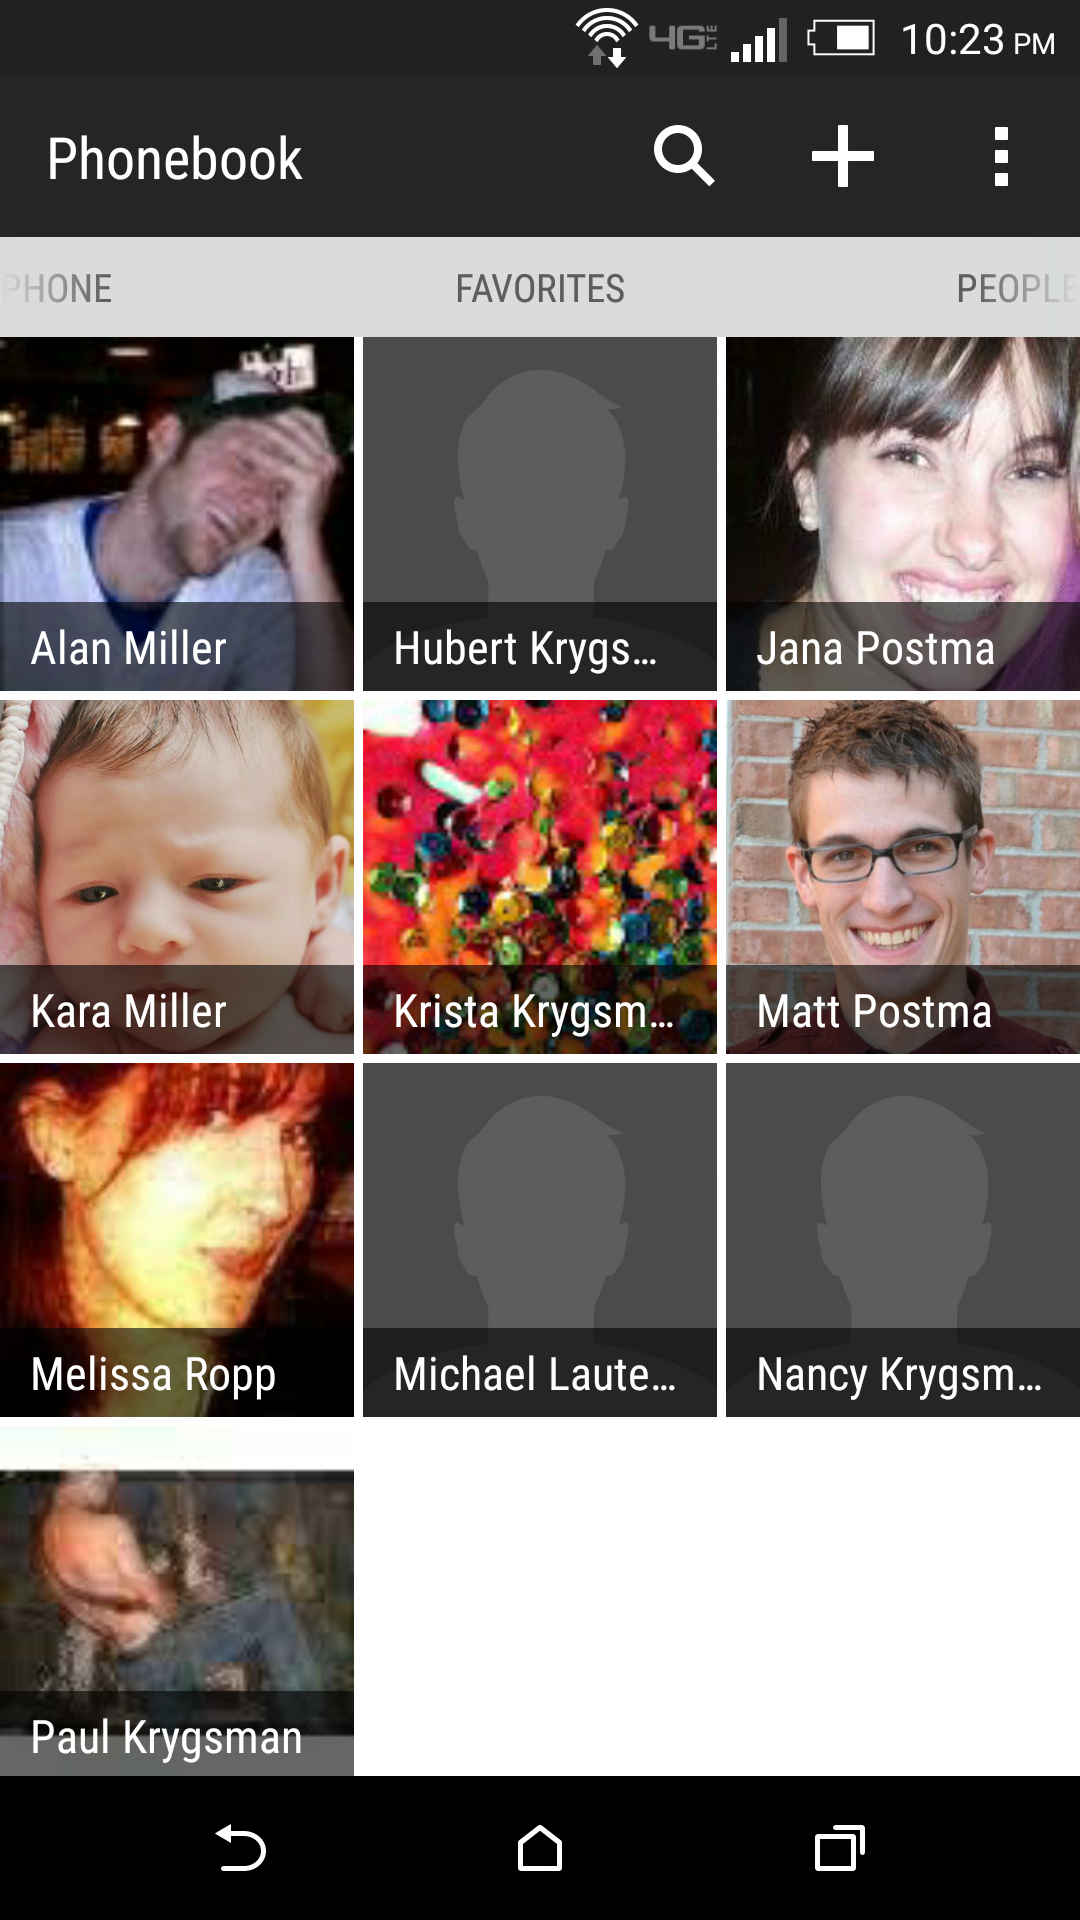 4G LTE 10:23 PM
Phonebook
PHONE FAVORITES PEOPLE
Alan Miller Hubert Krygs... Jana Postma
Kara Miller Krista Krygsm... Matt Postma
Melissa Ropp Michael Laute... Nancy Krygsm...
Paul Krygsman